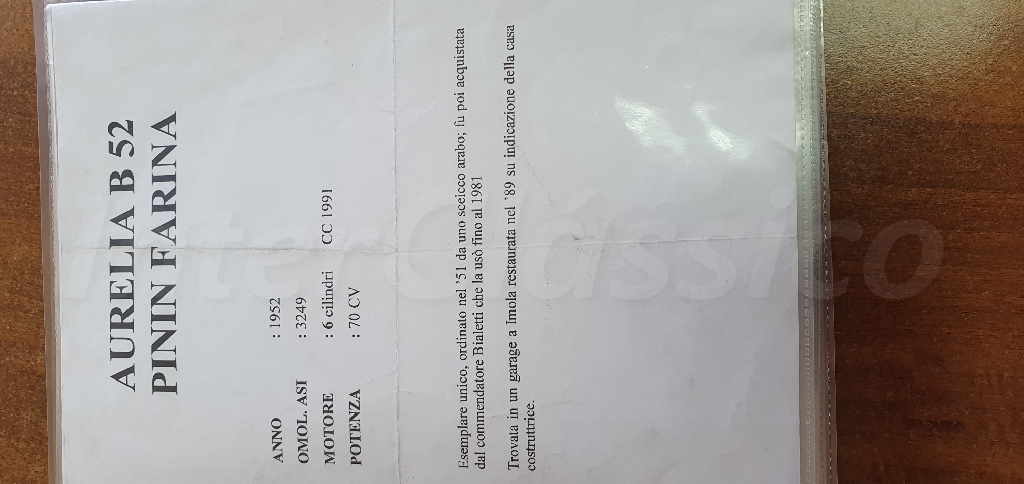 AURELIA B 52
PININ FARINA
ANNO : 1952
OMOL. ASI : 3249
MOTORE : 6 cilindri CC 1991
POTENZA : 70 CV
Esemplare unico, ordinato nel '51 da uno sceicco arabo; fu poi acquistata
dal commendatore Bialetti che la usò fino al 1981
Trovata in un garage a Imola restaurata nel '89 su indicazione della casa
costruttrice.
InterClássico